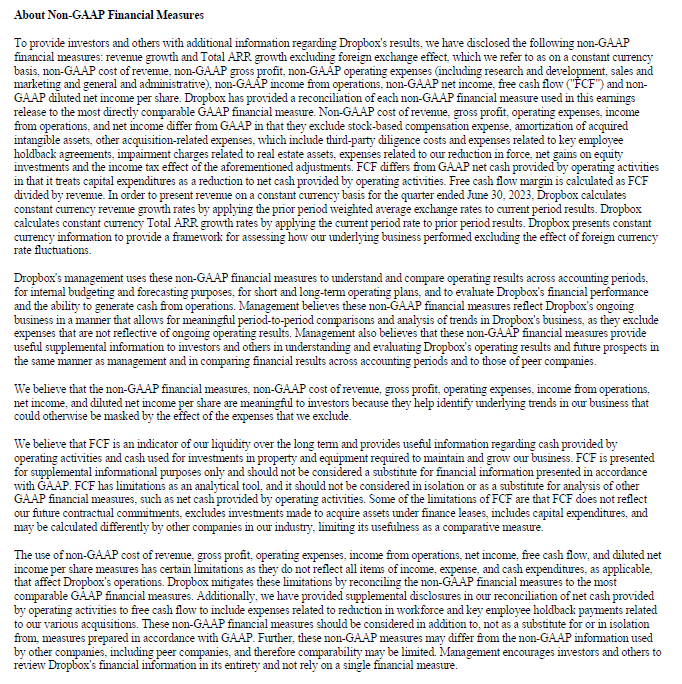 About Non-GAAP Financial Measures
To provide investors and others with additional information regarding Dropbox's results, we have disclosed the following non-GAAP
financial measures: revenue growth and Total ARR growth excluding foreign exchange effect, which we refer to as on a constant currency
basis, non-GAAP cost of revenue, non-GAAP gross profit, non-GAAP operating expenses (including research and development, sales and
marketing and general and administrative), non-GAAP income from operations, non-GAAP net income, free cash flow ("FCF") and non-
GAAP diluted net income per share. Dropbox has provided a reconciliation of each non-GAAP financial measure used in this earnings
release to the most directly comparable GAAP financial measure. Non-GAAP cost of revenue, gross profit, operating expenses, income
from operations, and net income differ from GAAP in that they exclude stock-based compensation expense, amortization of acquired
intangible assets, other acquisition-related expenses, which include third-party diligence costs and expenses related to key employee
holdback agreements, impairment charges related to real estate assets, expenses related to our reduction in force, net gains on equity
investments and the income tax effect of the aforementioned adjustments. FCF differs from GAAP net cash provided by operating activities
in that it treats capital expenditures as a reduction to net cash provided by operating activities. Free cash flow margin is calculated as FCF
divided by revenue. In order to present revenue on a constant currency basis for the quarter ended June 30, 2023, Dropbox calculates
constant currency revenue growth rates by applying the prior period weighted average exchange rates to current period results. Dropbox
calculates constant currency Total ARR growth rates by applying the current period rate to prior period results. Dropbox presents constant
currency information to provide a framework for assessing how our underlying business performed excluding the effect of foreign currency
rate fluctuations.
Dropbox's management uses these non-GAAP financial measures to understand and compare operating results across accounting periods,
for internal budgeting and forecasting purposes, for short and long-term operating plans, and to evaluate Dropbox's financial performance
and the ability to generate cash from operations. Management believes these non-GAAP financial measures reflect Dropbox's ongoing
business in a manner that allows for meaningful period-to-period comparisons and analysis of trends in Dropbox's business, as they exclude
expenses that are not reflective of ongoing operating results. Management also believes that these non-GAAP financial measures provide
useful supplemental information to investors and others in understanding and evaluating Dropbox's operating results and future prospects in
the same manner as management and in comparing financial results across accounting periods and to those of peer companies.
We believe that the non-GAAP financial measures, non-GAAP cost of revenue, gross profit, operating expenses, income from operations,
net income, and diluted net income per share are meaningful to investors because they help identify underlying trends in our business that
could otherwise be masked by the effect of the expenses that we exclude.
We believe that FCF is an indicator of our liquidity over the long term and provides useful information regarding cash provided by
operating activities and cash used for investments in property and equipment required to maintain and grow our business. FCF is presented
for supplemental informational purposes only and should not be considered a substitute for financial information presented in accordance
with GAAP. FCF has limitations as an analytical tool, and it should not be considered in isolation or as a substitute for analysis of other
GAAP financial measures, such as net cash provided by operating activities. Some of the limitations of FCF are that FCF does not reflect
our future contractual commitments, excludes investments made to acquire assets under finance leases, includes capital expenditures, and
may be calculated differently by other companies in our industry, limiting its usefulness as a comparative measure.
The use of non-GAAP cost of revenue, gross profit, operating expenses, income from operations, net income, free cash flow, and diluted net
income per share measures has certain limitations as they do not reflect all items of income, expense, and cash expenditures, as applicable,
that affect Dropbox's operations. Dropbox mitigates these limitations by reconciling the non-GAAP financial measures to the most
comparable GAAP financial measures. Additionally, we have provided supplemental disclosures in our reconciliation of net cash provided
by operating activities to free cash flow to include expenses related to reduction in workforce and key employee holdback payments related
to our various acquisitions. These non-GAAP financial measures should be considered in addition to, not as a substitute for or in isolation
from, measures prepared in accordance with GAAP. Further, these non-GAAP measures may differ from the non-GAAP information used
by other companies, including peer companies, and therefore comparability may be limited. Management encourages investors and others to
review Dropbox's financial information in its entirety and not rely on a single financial measure.